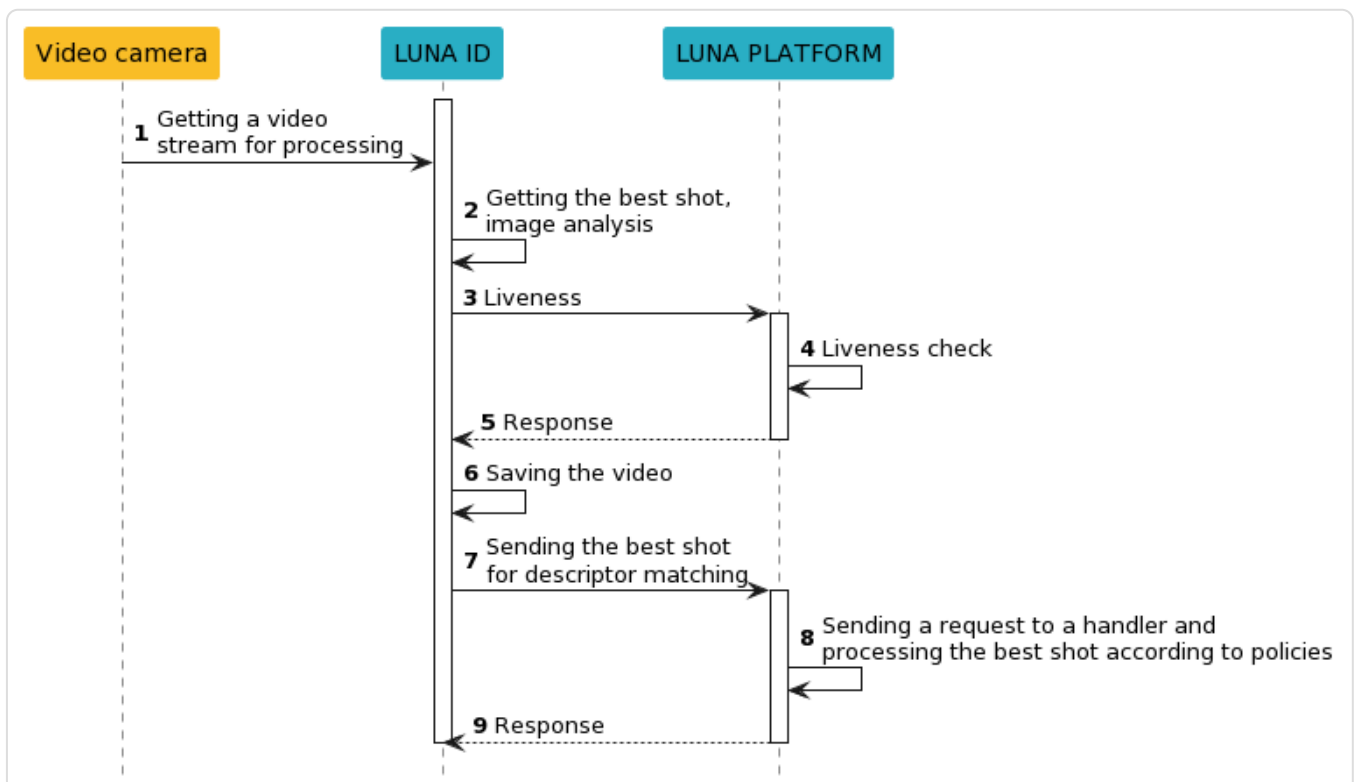 Video camera
LUNA ID
LUNA PLATFORM
1 Getting a video
stream for processing
2 Getting the best shot,
image analysis
3 Liveness
4 Liveness check
5 Response
6 Saving the video
7 Sending the best shot
for descriptor matching
8 Sending a request to a handler and
processing the best shot according to policies
9 Response